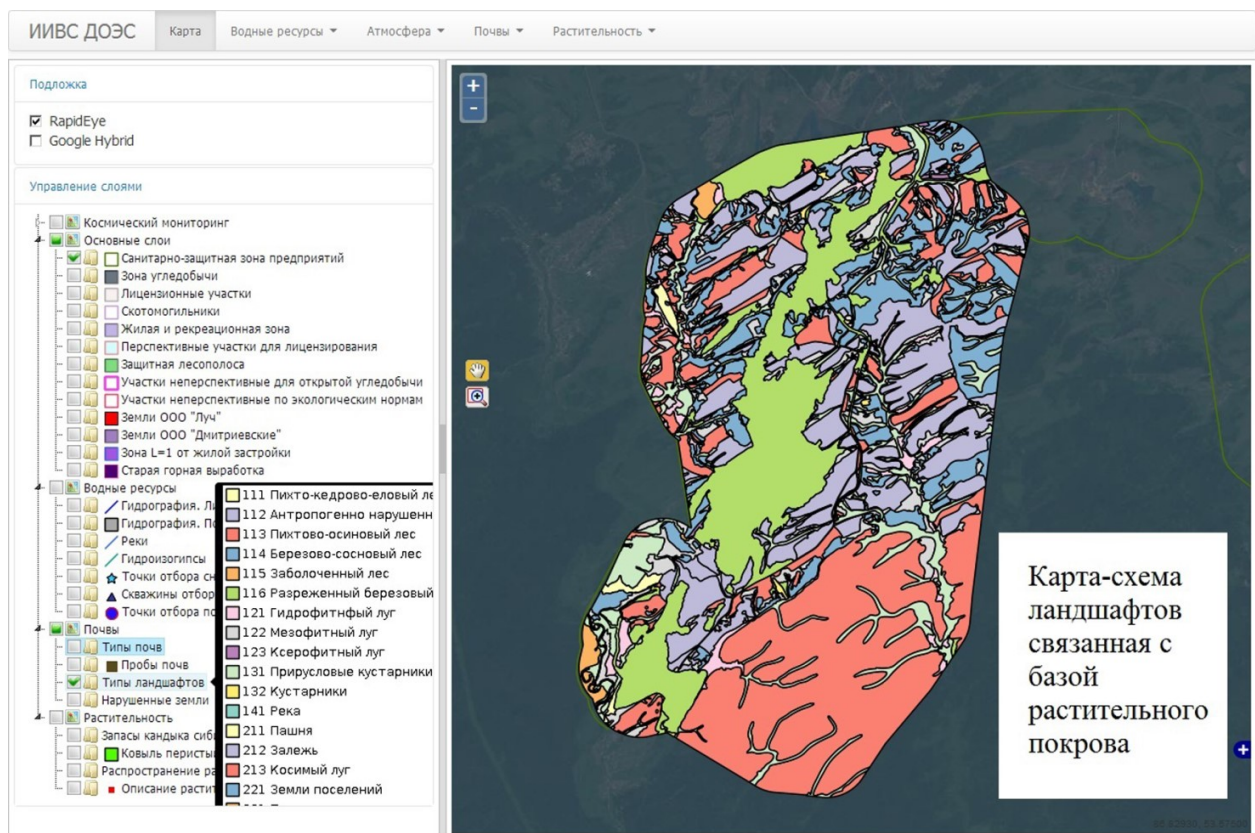 ИИВС ДОЭС
Карта
Водные ресурсы
Атмосфера
Почвы
Растительность
Подложка
RapidEye
Google Hybrid
Управление слоями
Космический мониторинг
Основные слои
Санитарно-защитная зона предприятий
Зона угледобычи
Лицензионные участки
Скотомогильники
Жилая и рекреационная зона
Перспективные участки для лицензирования
Защитная лесополоса
Участки неперспективные для открытой угледобычи
Участки неперспективные по экологическим нормам
Земли ООО "Луч"
Земли ООО "Дмитриевские"
Зона L=1 от жилой застройки
Старая горная выработка
Водные ресурсы
Гидрография. Ли
Гидрография. По
Реки
Гидроизогипсы
Точки отбора сн
Скважины отбор
Точки отбора по
Почвы
Типы почв
Пробы почв
Типы ландшафтов
Нарушенные земли
Растительность
Запасы кандыка сиби
Ковыль перисты
Распространение ра
Описание растит
111 Пихто-кедрово-еловый ле
112 Антропогенно нарушенн
113 Пихтово-осиновый лес
114 Березово-сосновый лес
115 Заболоченный лес
116 Разреженный березовый
121 Гидрофитнфый луг
122 Мезофитный луг
123 Ксерофитный луг
131 Прирусловые кустарники
132 Кустарники
141 Река
211 Пашня
212 Залежь
213 Косимый луг
221 Земли поселений
Карта-схема
ландшафтов
связанная с
базой
растительного
покрова